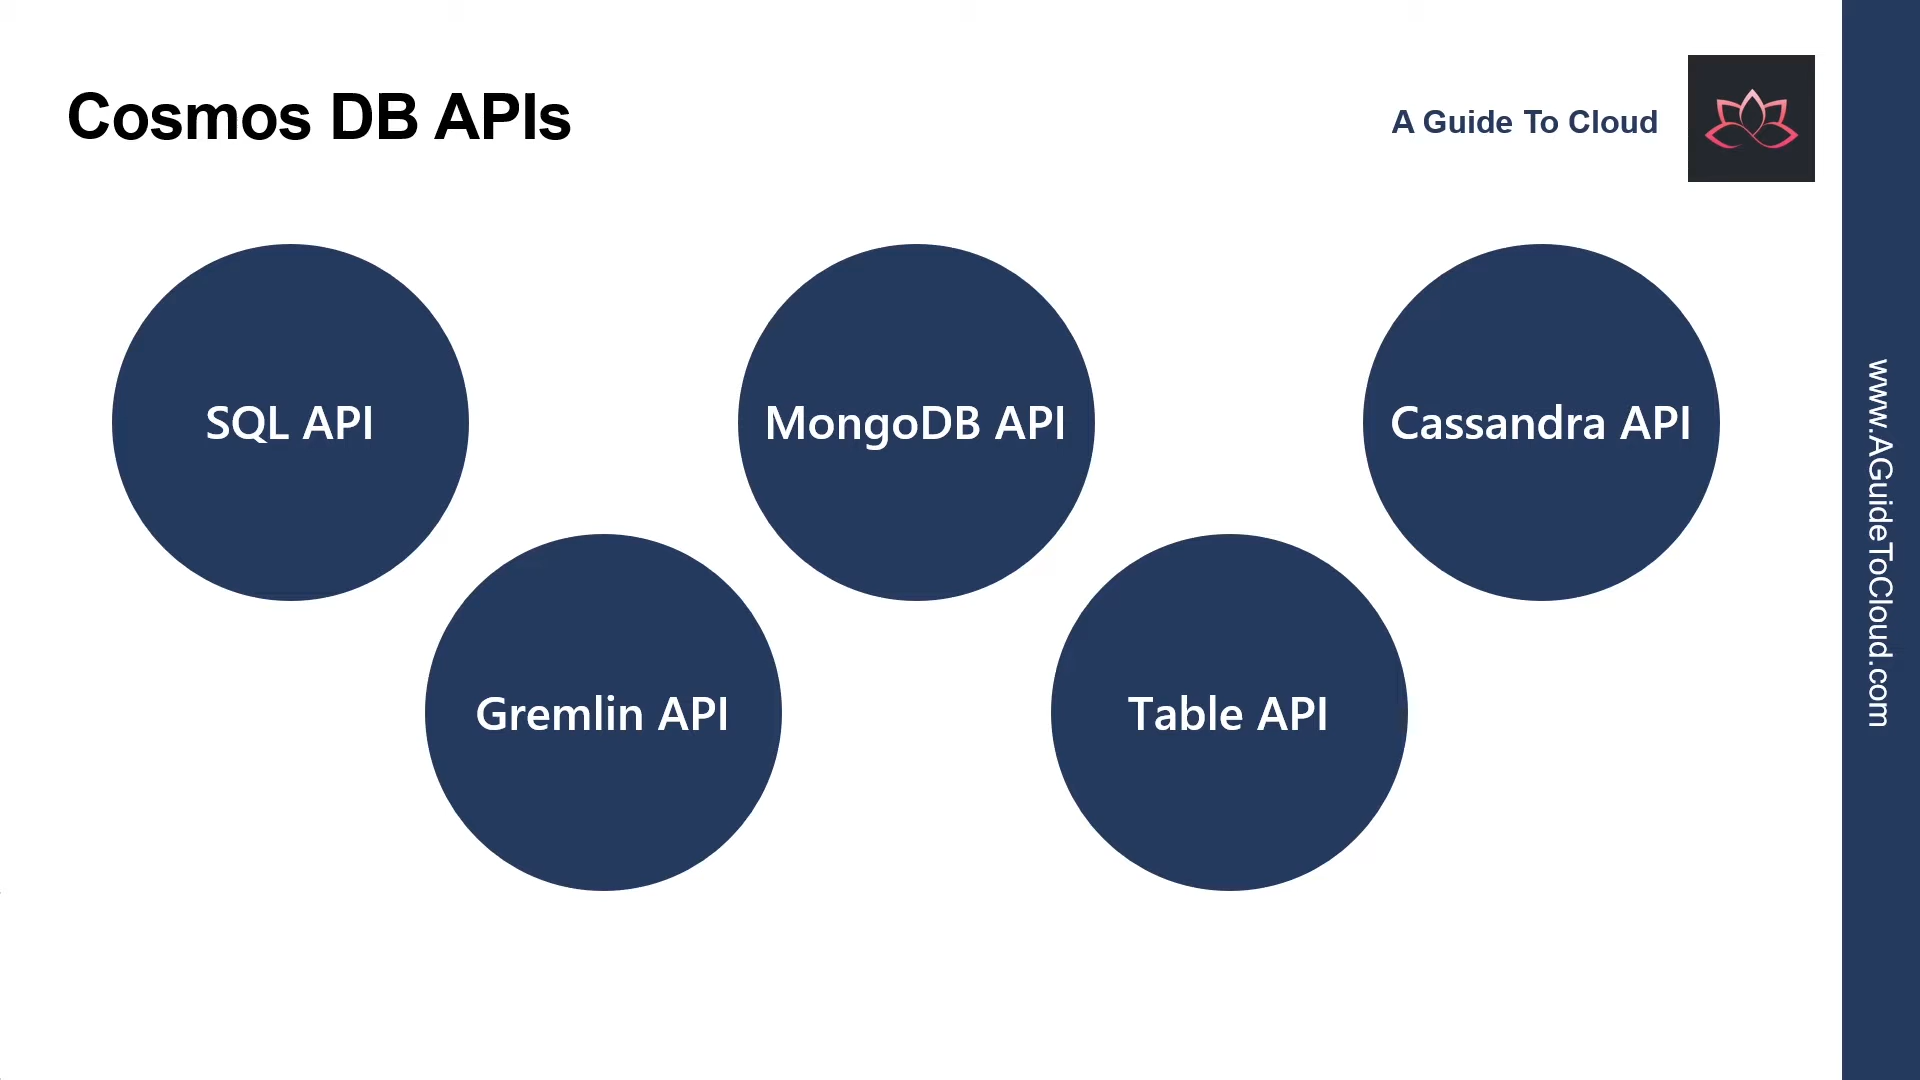 Cosmos DB APIs
A Guide To Cloud
SQL API
MongoDB API
Cassandra API
Gremlin API
Table API
www.AGuideToCloud.com